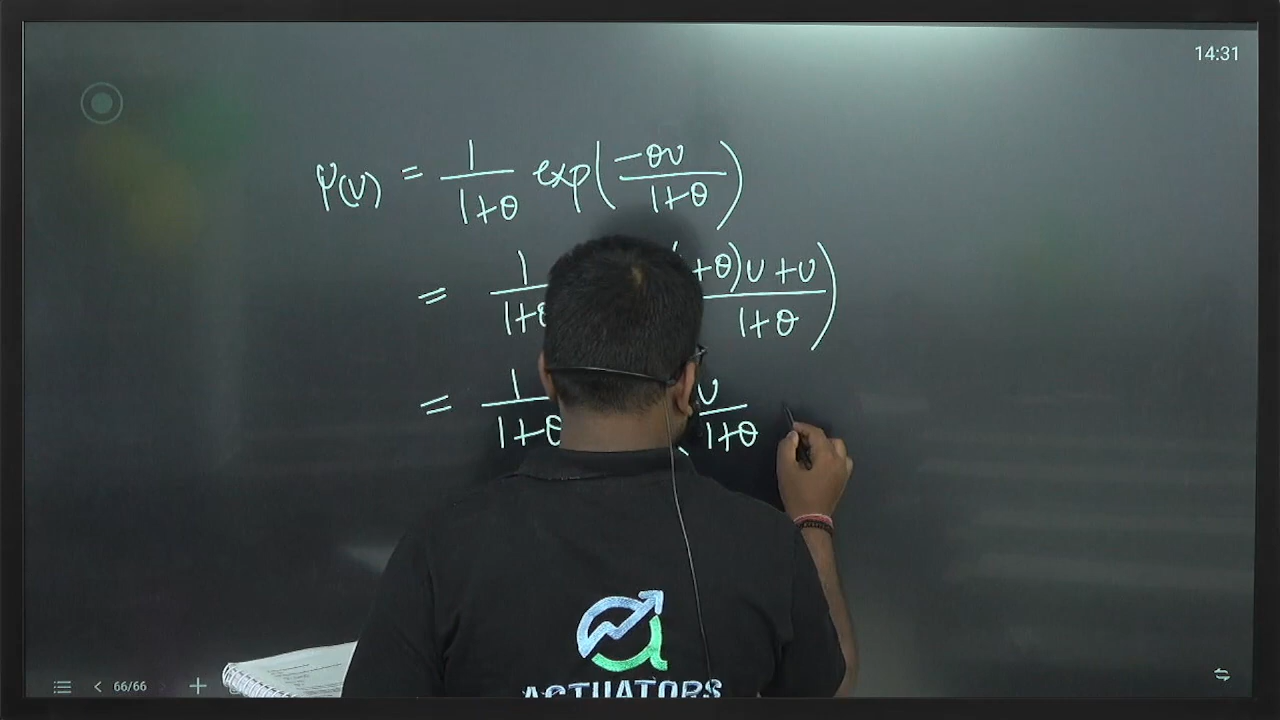 14:31
Ψ(U) = 1/(1+θ) exp(-θU/(1+θ))
= 1/(1+θ +θ)U + U)/(1+θ)
= 1/(1+θ U/(1+θ)
66/66
ACTUATORS